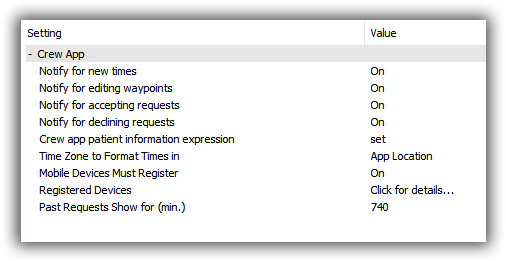 Setting Value
- Crew App
Notify for new times On
Notify for editing waypoints On
Notify for accepting requests On
Notify for declining requests On
Crew app patient information expression set
Time Zone to Format Times in App Location
Mobile Devices Must Register On
Registered Devices Click for details...
Past Requests Show for (min.) 740